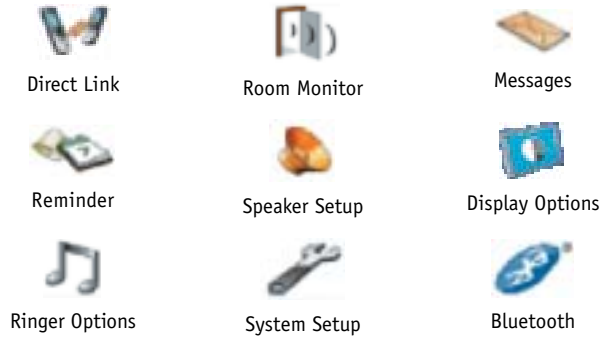 Direct Link
Room Monitor
Messages
Reminder
Speaker Setup
Display Options
Ringer Options
System Setup
Bluetooth